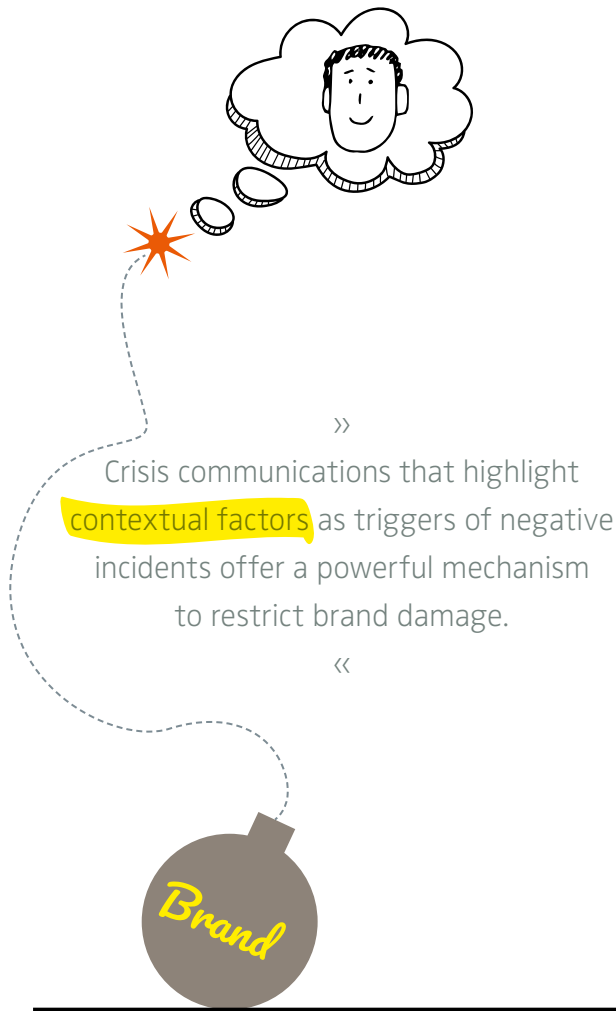 »
Crisis communications that highlight
contextual factors as triggers of negative
incidents offer a powerful mechanism
to restrict brand damage.
«
Brand